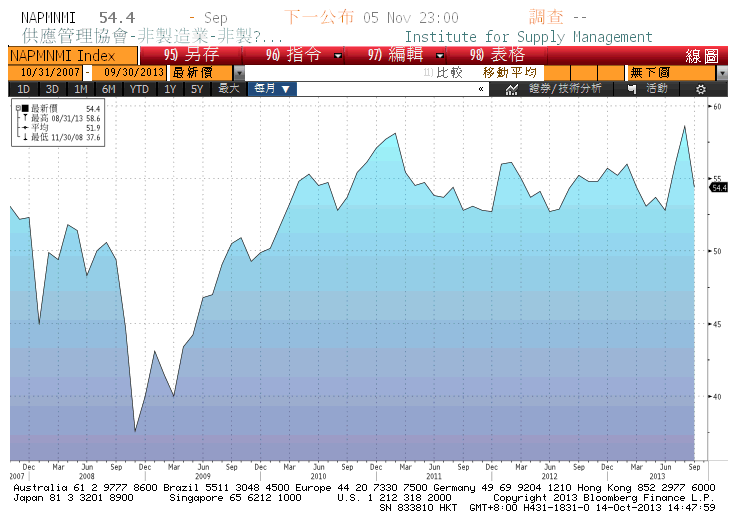 NAPMNMI 54.4 - Sep 下一公布 05 Nov 23:00 調查 --
供應管理協會-非製造業-非製?... Institute for Supply Management
NAPMNMI Index 95) 另存 96) 指令 97) 編輯 98) 表格 線圖
10/31/2007 - 09/30/2013 最新價 11) 比較 移動平均 無下價
1D 3D 1M 6M YTD 1Y 5Y 最大 每月 ▼ « 證券/技術分析 活動
最新價 54.4
最高 08/31/13 58.6
平均 51.9
最低 11/30/08 37.6
60
55
54.4
50
45
40
Dec Mar Jun Sep Dec Mar Jun Sep Dec Mar Jun Sep Dec Mar Jun Sep Dec Mar Jun Sep Dec Mar Jun Sep
2007 2008 2009 2010 2011 2012 2013
Australia 61 2 9777 8600 Brazil 5511 3048 4500 Europe 44 20 7330 7500 Germany 49 69 9204 1210 Hong Kong 852 2977 6000
Japan 81 3 3201 8900 Singapore 65 6212 1000 U.S. 1 212 318 2000 Copyright 2013 Bloomberg Finance L.P.
SN 833810 HKT GMT+8:00 H431-1831-0 14-Oct-2013 14:47:59